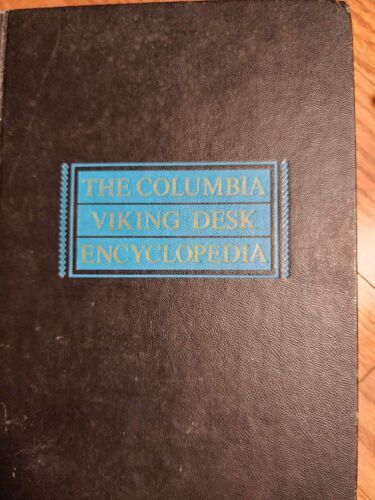 THE COLUMBIA
VIKING DESK
ENCYCLOPEDIA